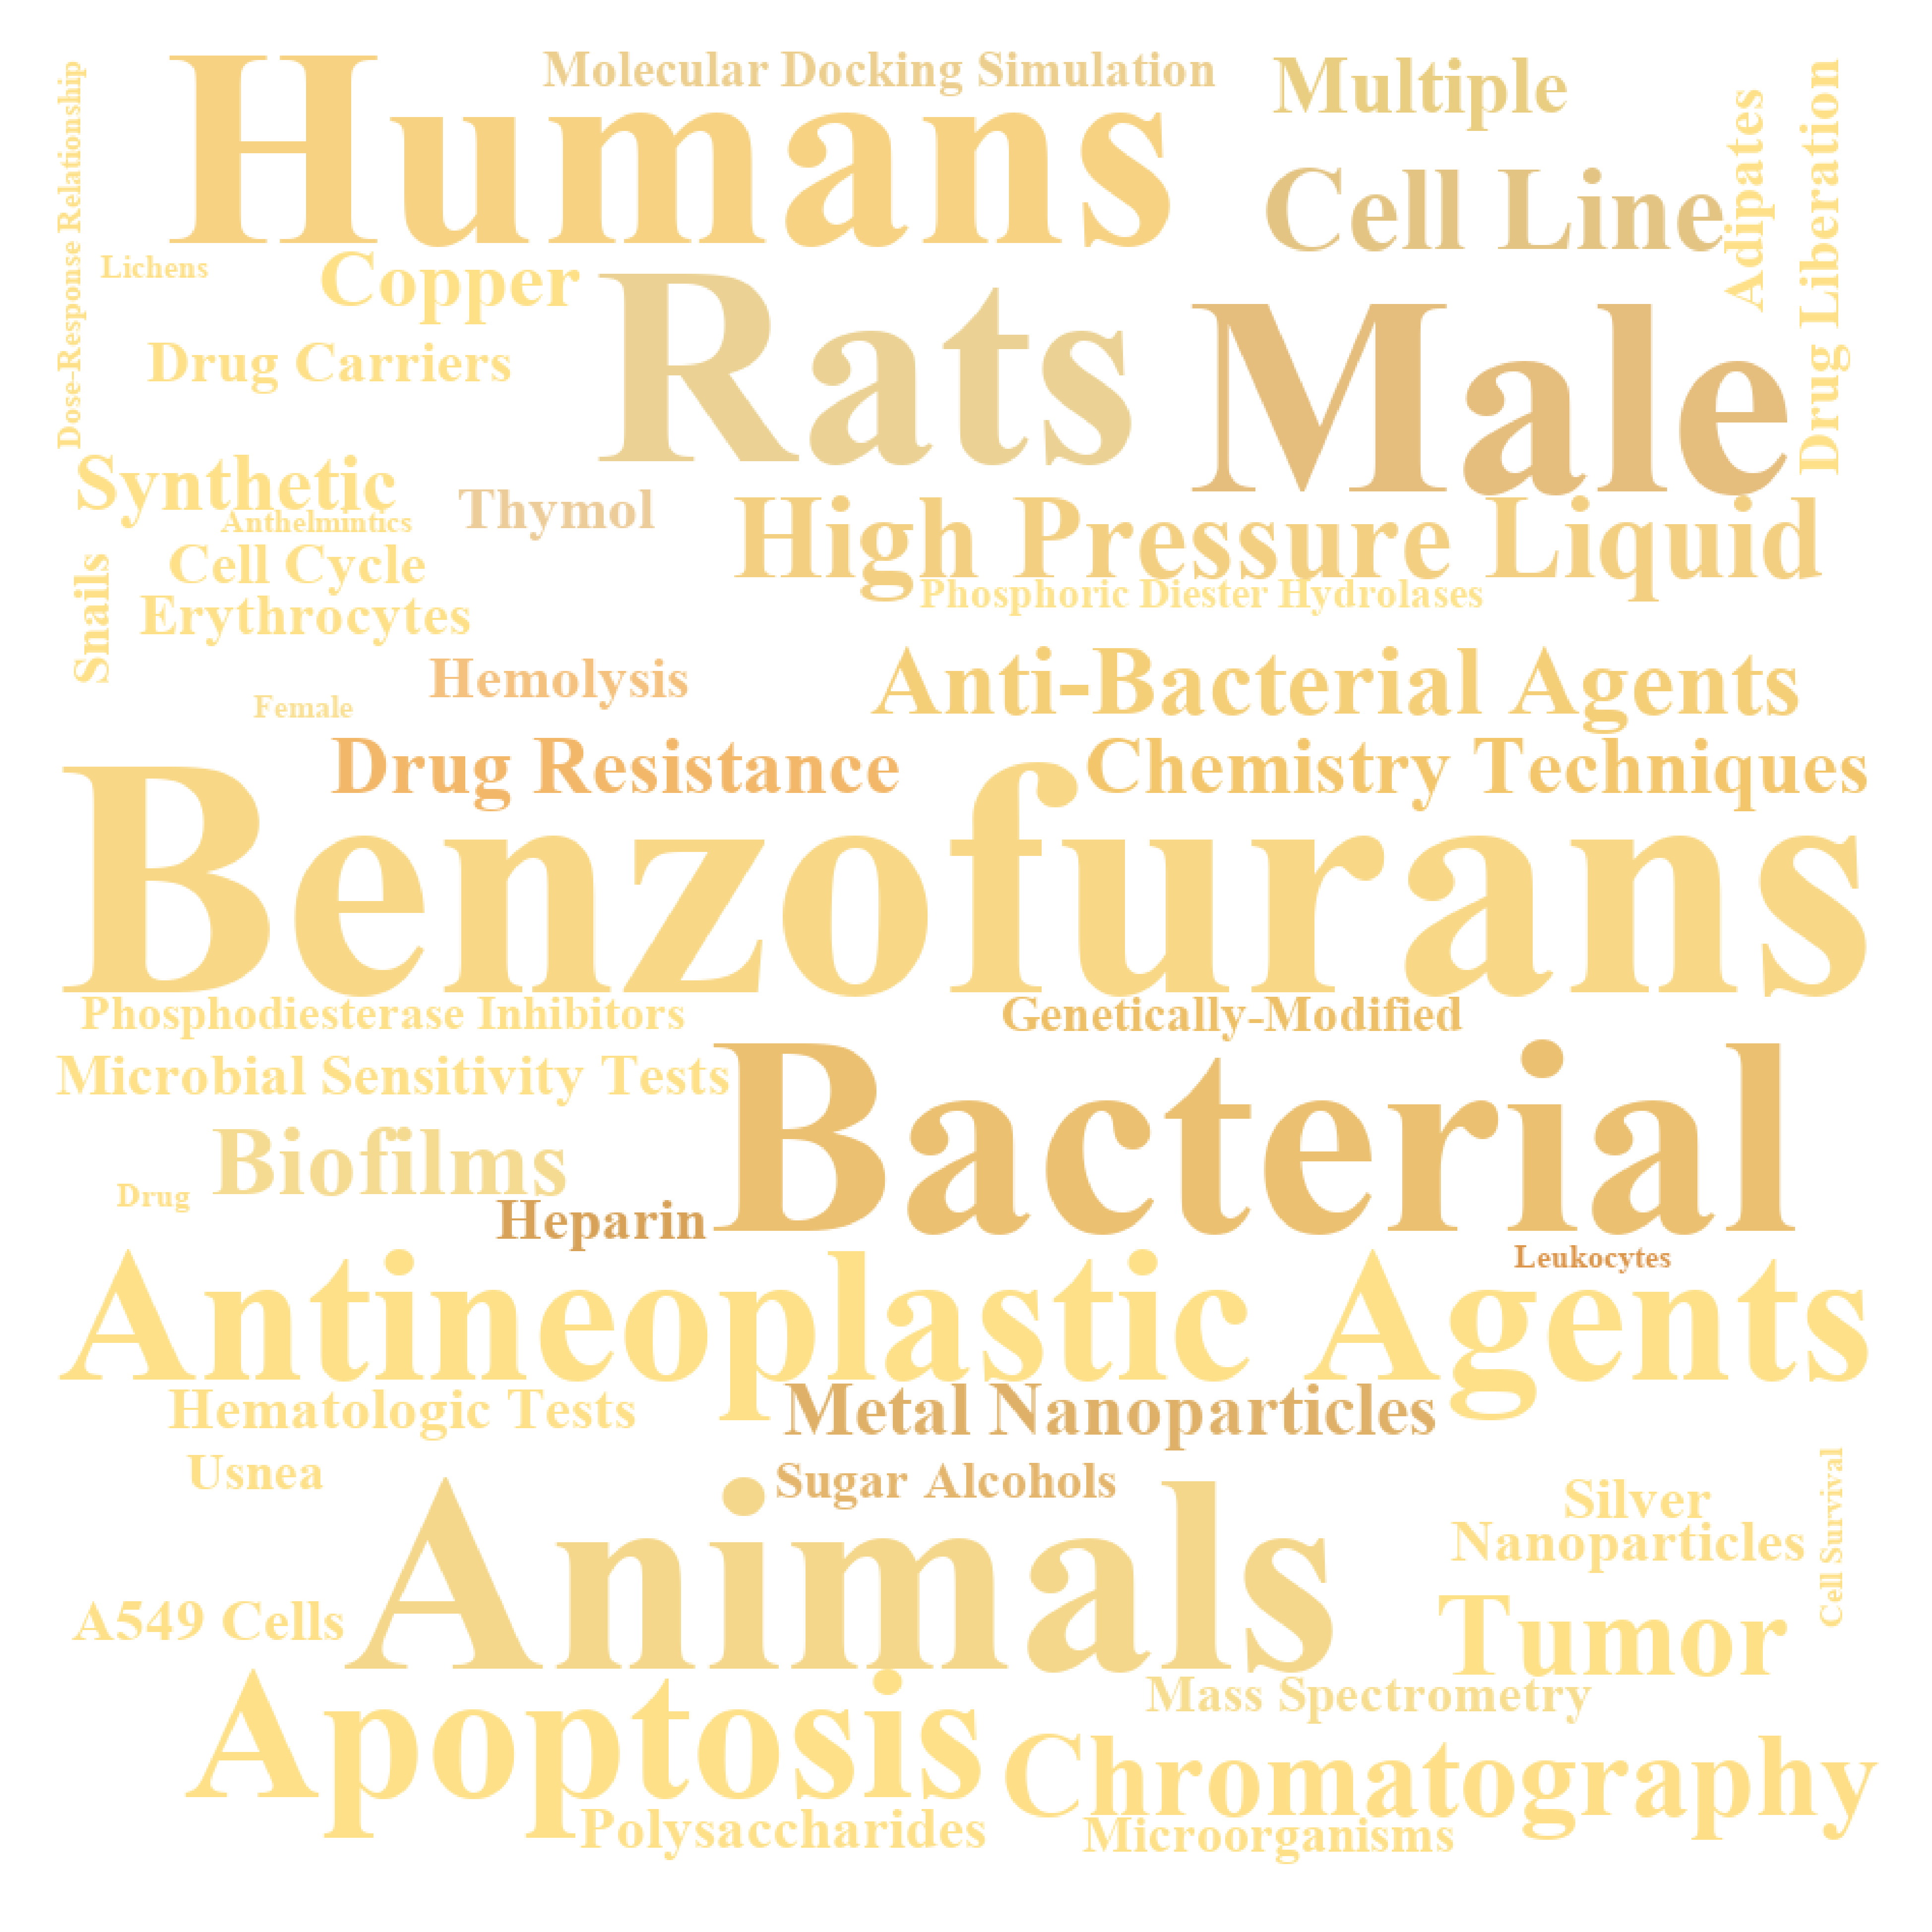 Humans
Molecular Docking Simulation
Multiple
Cell Line
Adipates
Drug Liberation
Dose-Response Relationship
Lichens
Copper
Rats
Male
Drug Carriers
Synthetic
Anthelmintics
Thymol
High Pressure Liquid
Cell Cycle
Snails
Erythrocytes
Phosphoric Diester Hydrolases
Hemolysis
Anti-Bacterial Agents
Female
Drug Resistance
Chemistry Techniques
Benzofurans
Phosphodiesterase Inhibitors
Genetically-Modified
Microbial Sensitivity Tests
Bacterial
Biofilms
Drug
Heparin
Leukocytes
Antineoplastic Agents
Hematologic Tests
Metal Nanoparticles
Usnea
Sugar Alcohols
Animals
Silver
Nanoparticles
Cell Survival
A549 Cells
Tumor
Apoptosis
Mass Spectrometry
Chromatography
Polysaccharides
Microorganisms